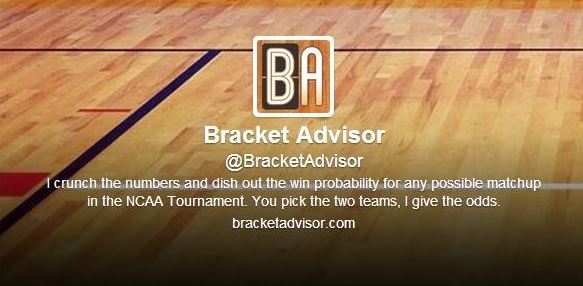 BA
Bracket Advisor
@BracketAdvisor
I crunch the numbers and dish out the win probability for any possible matchup
in the NCAA Tournament. You pick the two teams, I give the odds.
bracketadvisor.com